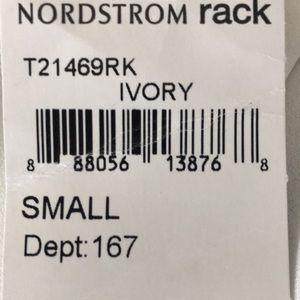 NORDSTROM rack
T21469RK
IVORY
8 88056 13876 8
SMALL
Dept:167